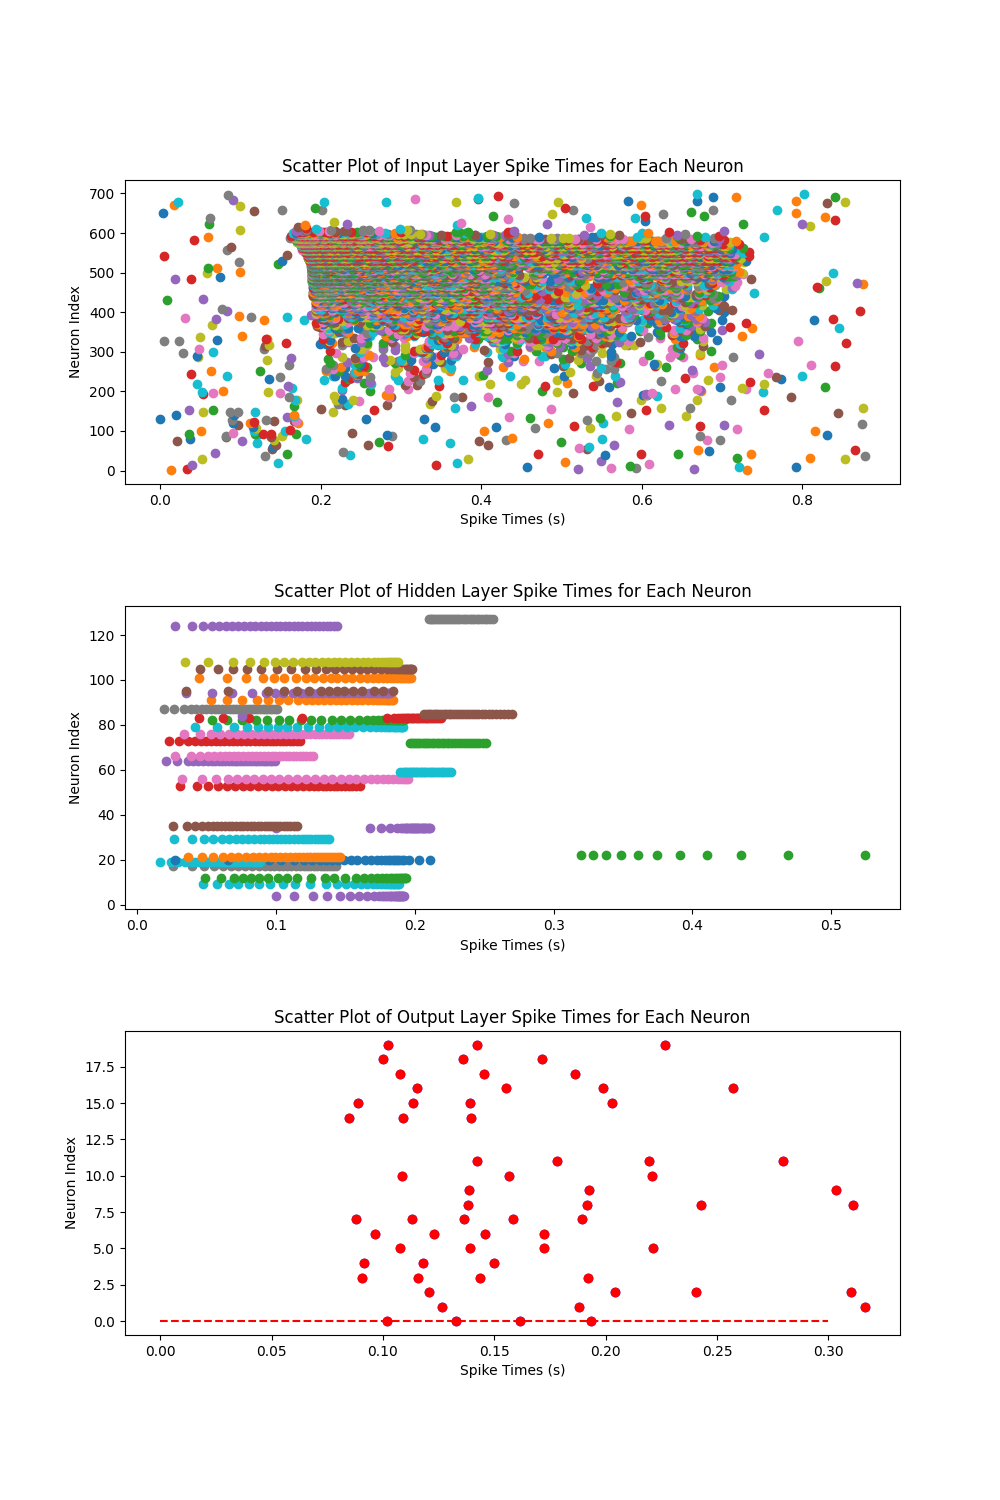 Scatter Plot of Input Layer Spike Times for Each Neuron
700
600
500
400
300
200
100
0
Neuron Index
0.0 0.2 0.4 0.6 0.8
Spike Times (s)
Scatter Plot of Hidden Layer Spike Times for Each Neuron
120
100
80
60
40
20
0
Neuron Index
0.0 0.1 0.2 0.3 0.4 0.5
Spike Times (s)
Scatter Plot of Output Layer Spike Times for Each Neuron
17.5
15.0
12.5
10.0
7.5
5.0
2.5
0.0
Neuron Index
0.00 0.05 0.10 0.15 0.20 0.25 0.30
Spike Times (s)